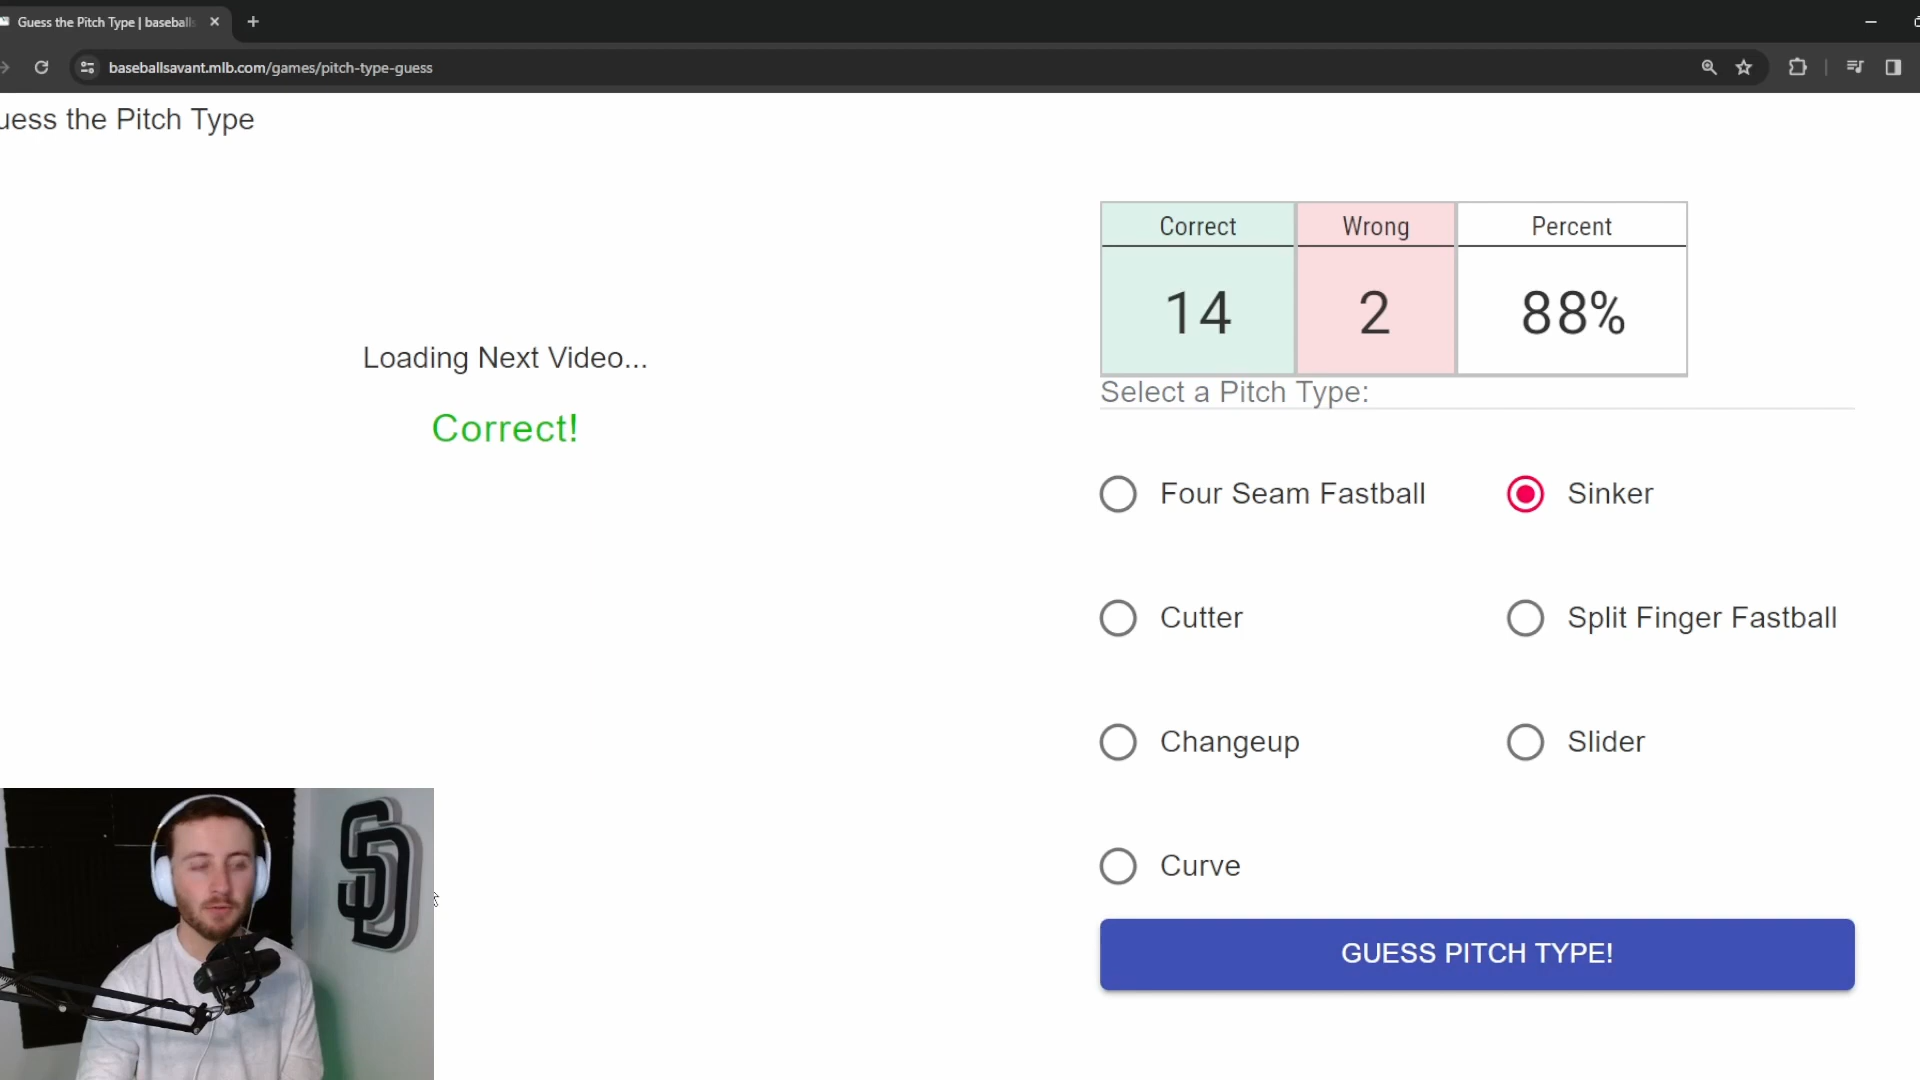 Guess the Pitch Type | baseballs
baseballsavant.mlb.com/games/pitch-type-guess
uess the Pitch Type
Correct
Wrong
Percent
14
2
88%
Loading Next Video...
Correct!
Select a Pitch Type:
Four Seam Fastball
Sinker
Cutter
Split Finger Fastball
Changeup
Slider
Curve
GUESS PITCH TYPE!
SD